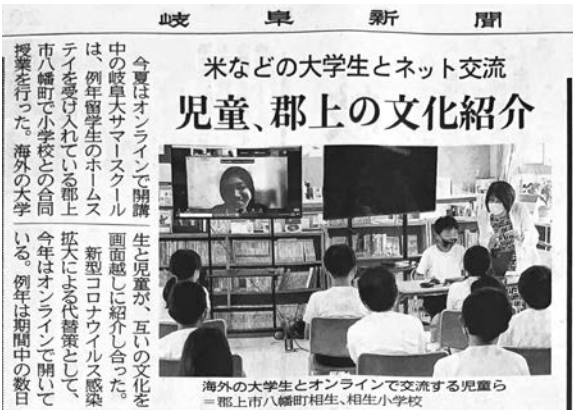 岐阜新聞
米などの大学生とネット交流
児童、郡上の文化紹介
今夏はオンラインで開講
中の岐阜大サマースクール
は、例年留学生のホームス
テイを受け入れている郡上
市八幡町で小学校との合同
授業を行った。海外の大学
生と児童が、互いの文化を
画面越しに紹介し合った。
新型コロナウイルス感染
拡大による代替策として、
今年はオンラインで開いて
いる。例年は期間中の数日
海外の大学生とオンラインで交流する児童ら
＝郡上市八幡町相生、相生小学校